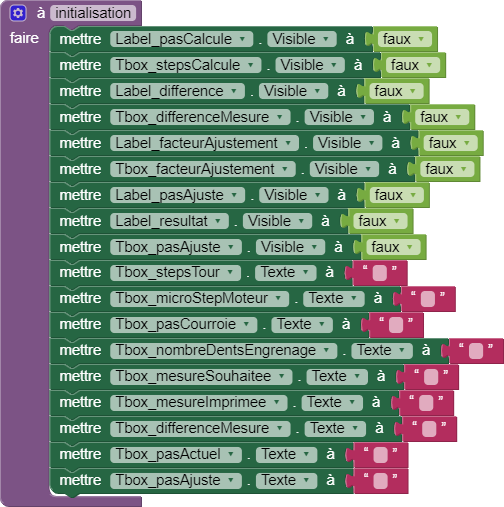 à initialisation
faire mettre Label_pasCalcule . Visible à faux
mettre Tbox_stepsCalcule . Visible à faux
mettre Label_difference . Visible à faux
mettre Tbox_differenceMesure . Visible à faux
mettre Label_facteurAjustement . Visible à faux
mettre Tbox_facteurAjustement . Visible à faux
mettre Label_pasAjuste . Visible à faux
mettre Label_resultat . Visible à faux
mettre Tbox_pasAjuste . Visible à faux
mettre Tbox_stepsTour . Texte à “ ”
mettre Tbox_microStepMoteur . Texte à “ ”
mettre Tbox_pasCourroie . Texte à “ ”
mettre Tbox_nombreDentsEngrenage . Texte à “ ”
mettre Tbox_mesureSouhaitee . Texte à “ ”
mettre Tbox_mesureImprimee . Texte à “ ”
mettre Tbox_differenceMesure . Texte à “ ”
mettre Tbox_pasActuel . Texte à “ ”
mettre Tbox_pasAjuste . Texte à “ ”